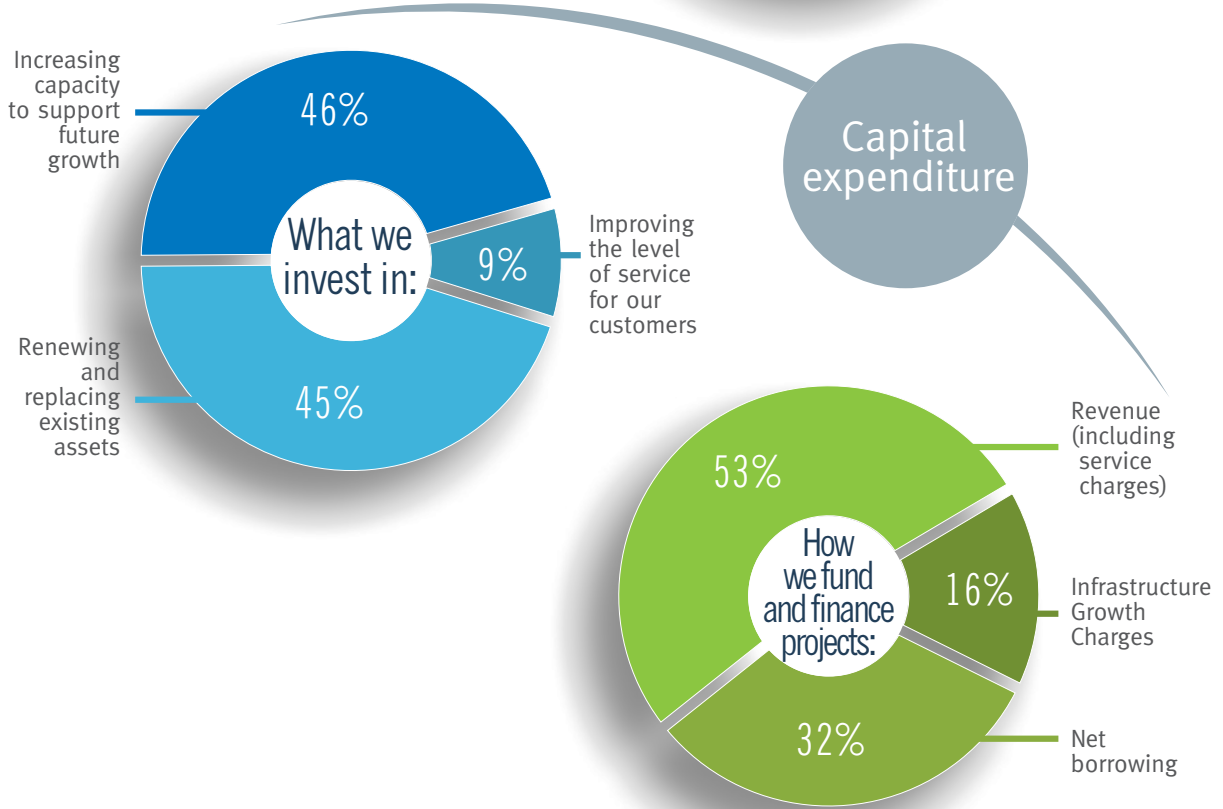 Capital
expenditure
Increasing
capacity
to support
future
growth
46%
What we
invest in:
9%
Improving
the level
of service
for our
customers
Renewing
and
replacing
existing
assets
45%
53%
Revenue
(including
service
charges)
How
we fund
and finance
projects:
16%
Infrastructure
Growth
Charges
32%
Net
borrowing